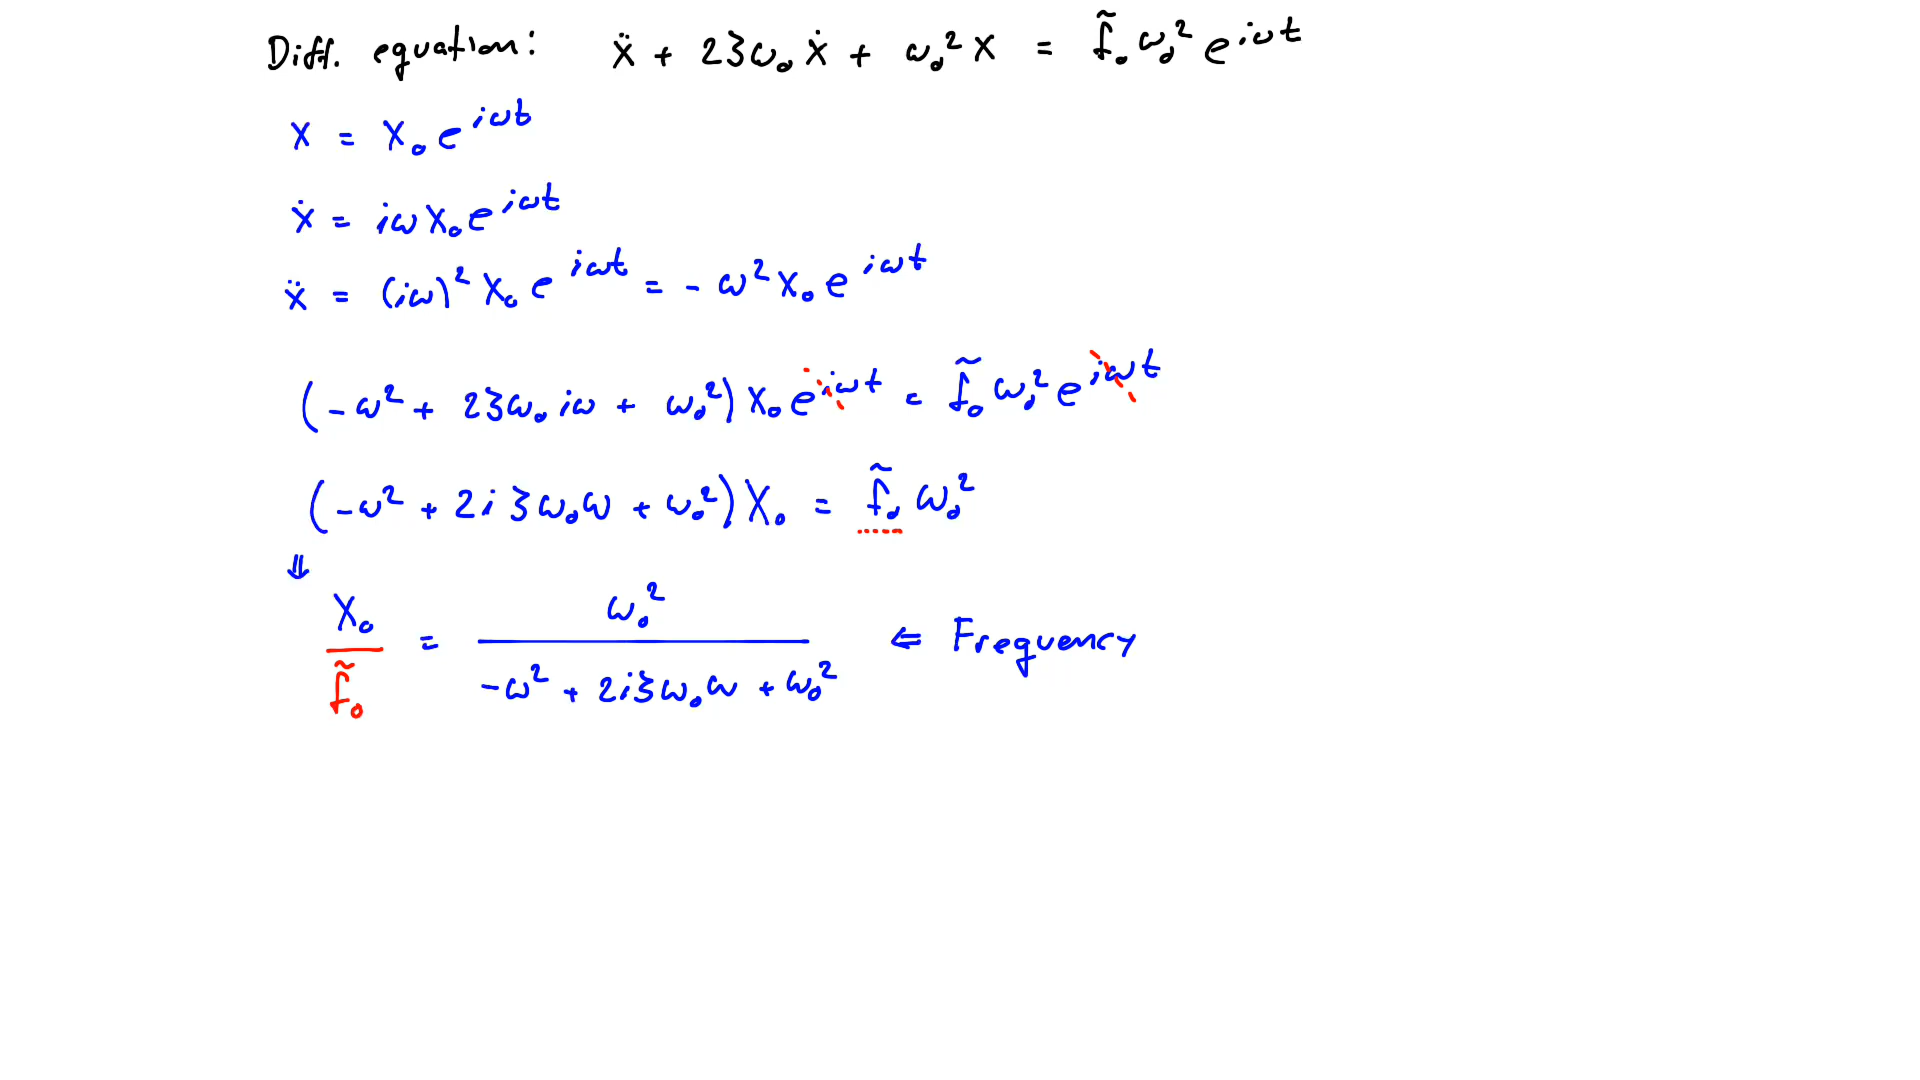 Diff. equation: ẍ + 2ζω₀ẋ + ω₀²x = f̃₀ω₀²e^{iωt}
x = x₀e^{iωt}
ẋ = iωx₀e^{iωt}
ẍ = (iω)²x₀e^{iωt} = -ω²x₀e^{iωt}
(-ω² + 2ζω₀iω + ω₀²)x₀e^{iωt} = f̃₀ω₀²e^{iωt}
(-ω² + 2iζω₀ω + ω₀²)X₀ = f̃₀ω₀²
⇓
X₀/f̃₀ = ω₀²/(-ω² + 2iζω₀ω + ω₀²) ⇐ Frequency